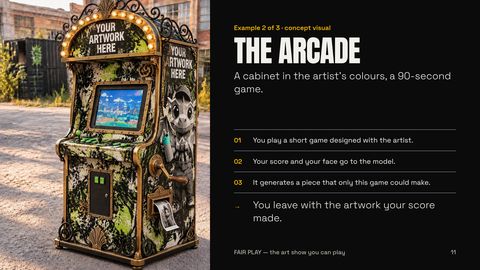 YOUR
ARTWORK
HERE
YOUR
ARTWORK
HERE
Example 2 of 3 · concept visual
THE ARCADE
A cabinet in the artist's colours, a 90-second
game.
01 You play a short game designed with the artist.
02 Your score and your face go to the model.
03 It generates a piece that only this game could make.
→ You leave with the artwork your score
made.
FAIR PLAY — the art show you can play 11